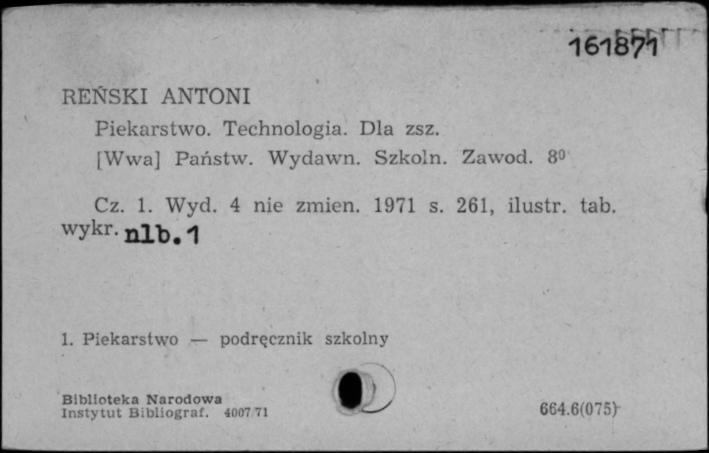 161871
REŃSKI ANTONI
Piekarstwo. Technologia. Dla zsz.
[Wwa] Państw. Wydawn. Szkoln. Zawod. 8⁰
Cz. 1. Wyd. 4 nie zmien. 1971 s. 261, ilustr. tab.
wykr. nlb. 1
1. Piekarstwo — podręcznik szkolny
Biblioteka Narodowa
Instytut Bibliograf. 4007/71
664.6(075)